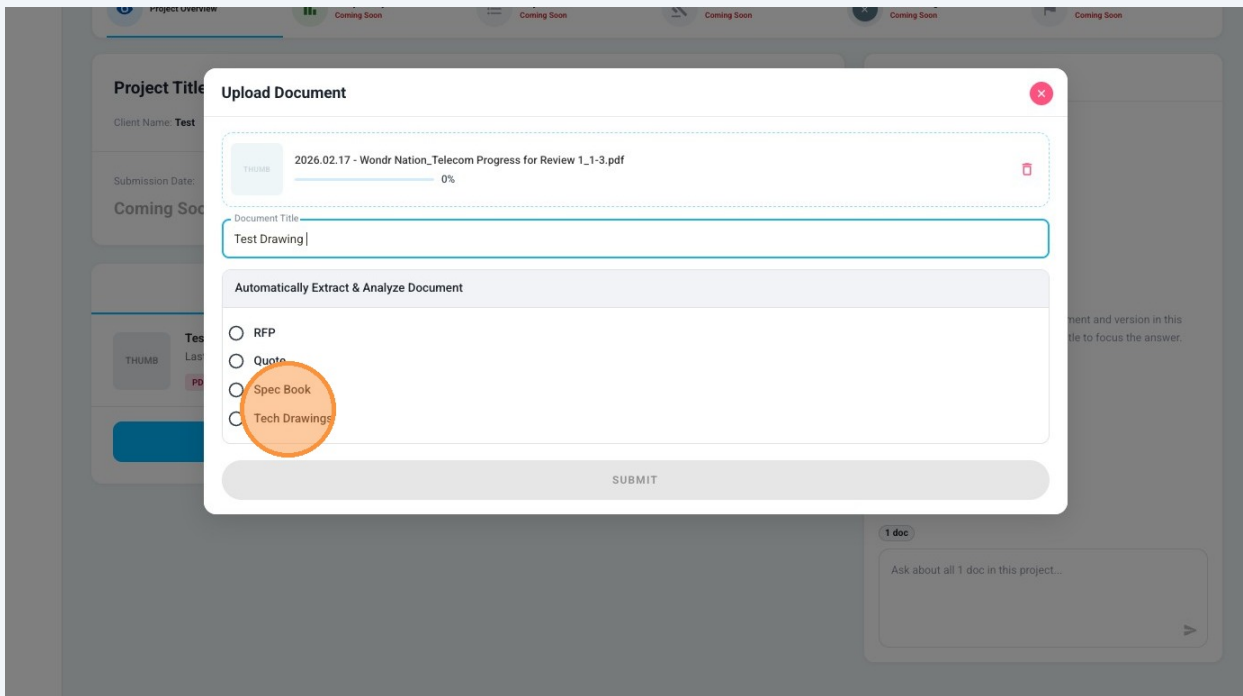 Project Overview
Coming Soon
Coming Soon
Coming Soon
Coming Soon
Coming Soon
Project Title
Client Name: Test
Submission Date:
Coming Soo
Upload Document
THUMB
2026.02.17 - Wondr Nation_Telecom Progress for Review 1_1-3.pdf
0%
Document Title
Test Drawing
Automatically Extract & Analyze Document
RFP
Quote
Spec Book
Tech Drawings
SUBMIT
THUMB
Tes
Las
PD
ment and version in this
tle to focus the answer.
1 doc
Ask about all 1 doc in this project...